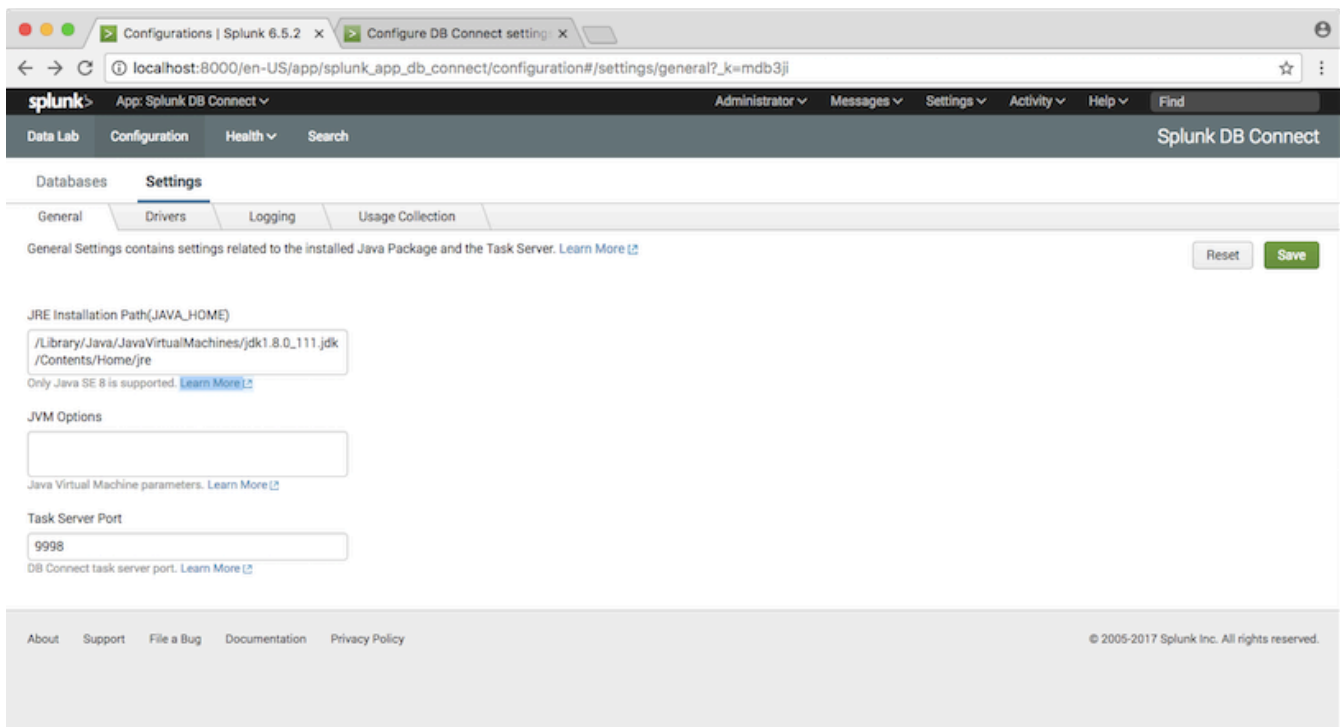 Configurations | Splunk 6.5.2 x
Configure DB Connect setting x
localhost:8000/en-US/app/splunk_app_db_connect/configuration#/settings/general?_k=mdb3ji
splunk> App: Splunk DB Connect Administrator Messages Settings Activity Help Find
Data Lab Configuration Health Search Splunk DB Connect
Databases Settings
General Drivers Logging Usage Collection
General Settings contains settings related to the installed Java Package and the Task Server. Learn More
Reset Save
JRE Installation Path(JAVA_HOME)
/Library/Java/JavaVirtualMachines/jdk1.8.0_111.jdk
/Contents/Home/jre
Only Java SE 8 is supported. Learn More
JVM Options
Java Virtual Machine parameters. Learn More
Task Server Port
9998
DB Connect task server port. Learn More
About Support File a Bug Documentation Privacy Policy © 2005-2017 Splunk Inc. All rights reserved.